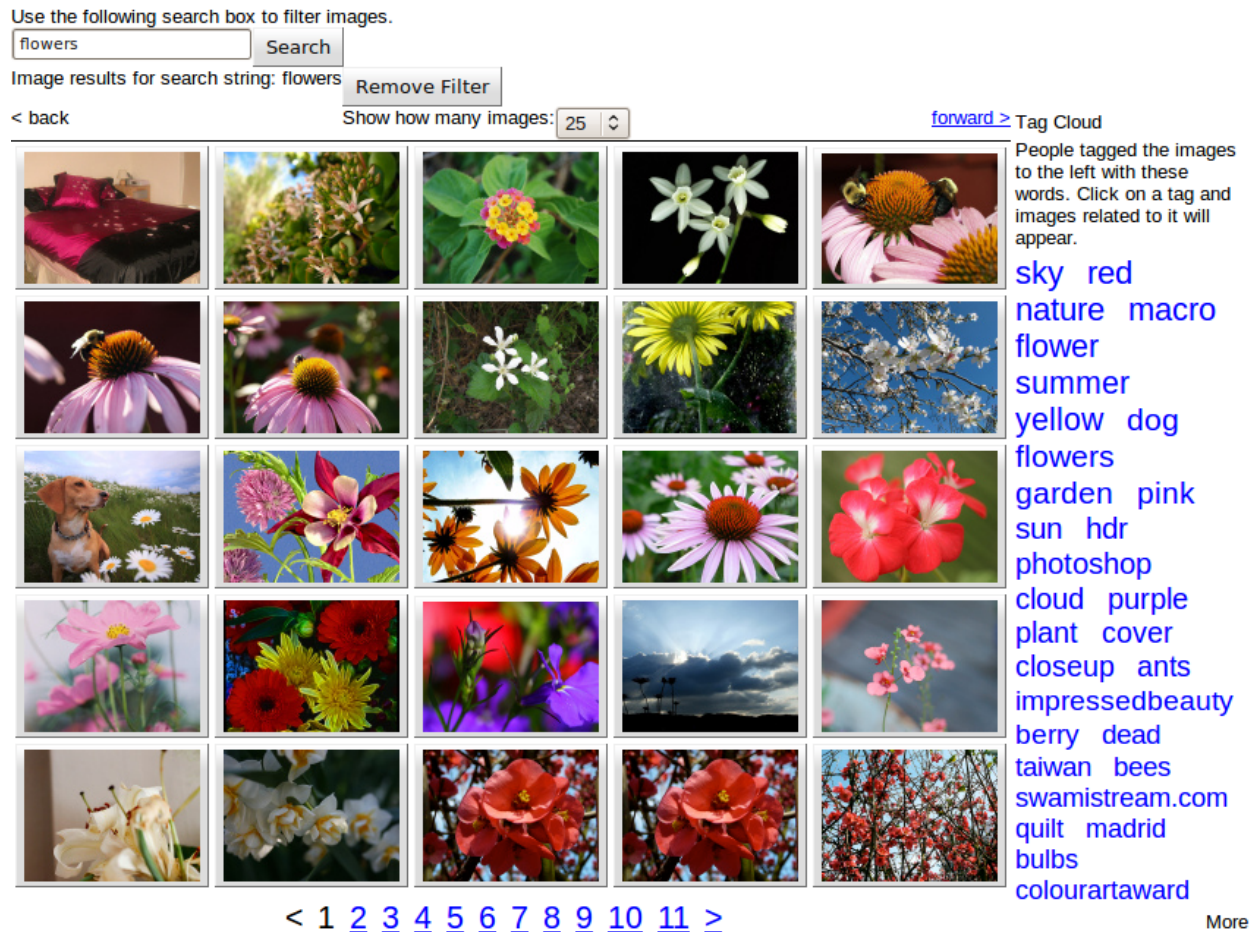 Use the following search box to filter images.
flowers Search
Image results for search string: flowers Remove Filter
< back Show how many images: 25 forward >
Tag Cloud
People tagged the images
to the left with these
words. Click on a tag and
images related to it will
appear.
sky red
nature macro
flower
summer
yellow dog
flowers
garden pink
sun hdr
photoshop
cloud purple
plant cover
closeup ants
impressedbeauty
berry dead
taiwan bees
swamistream.com
quilt madrid
bulbs
colourartaward
< 1 2 3 4 5 6 7 8 9 10 11 >
More